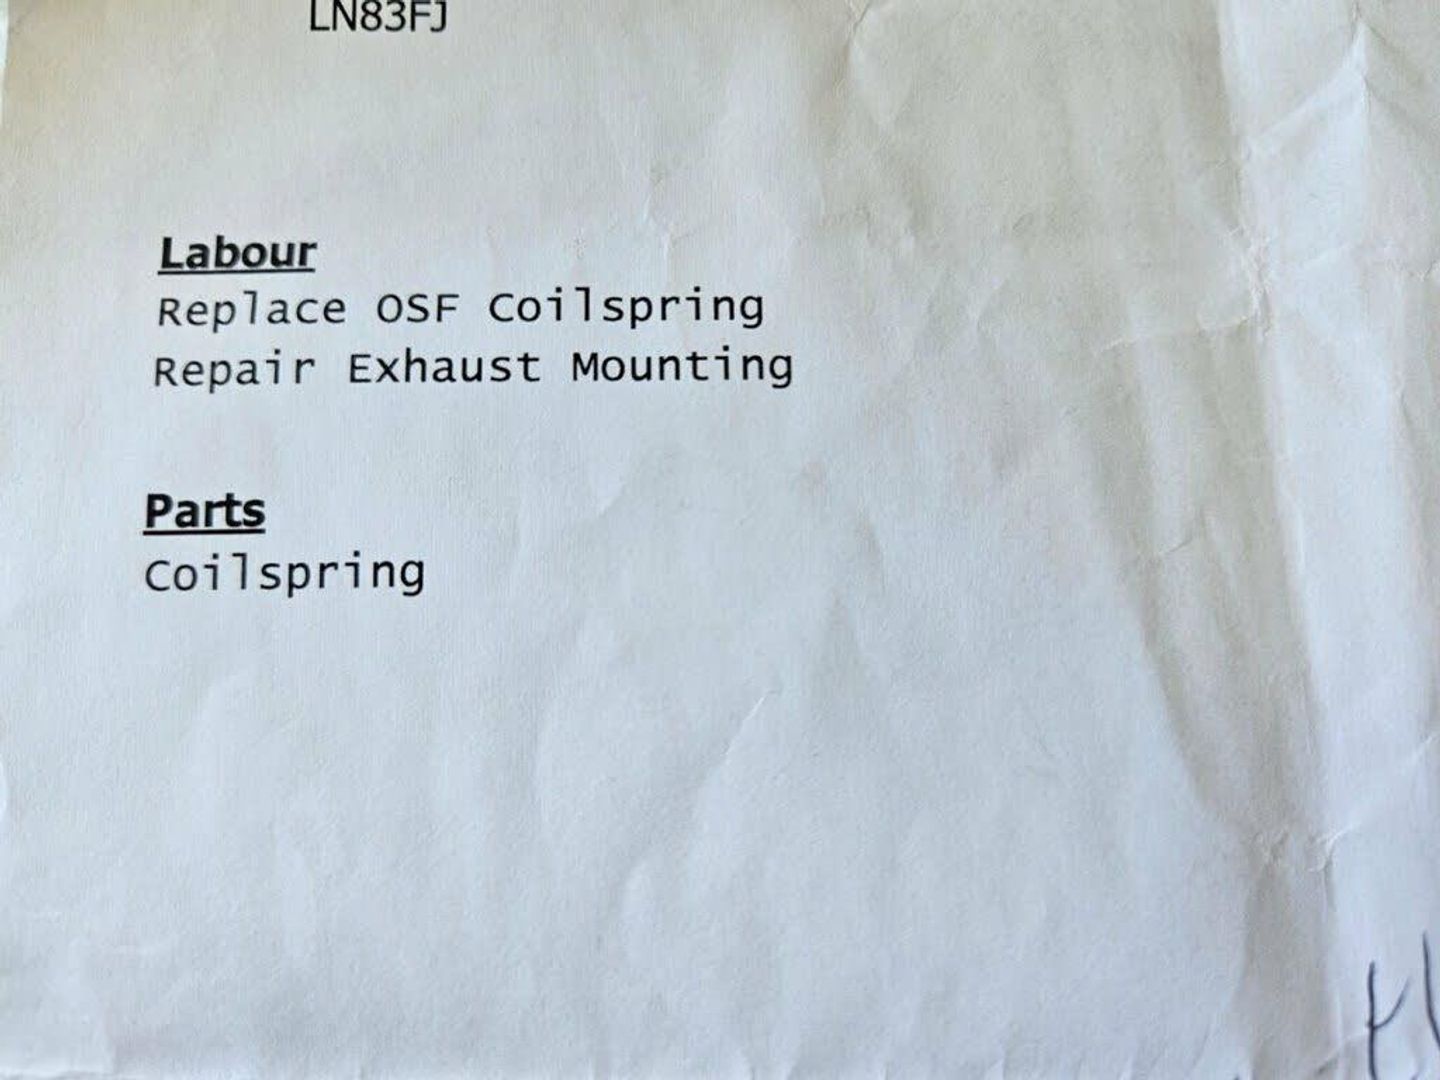 LN83FJ
Labour
Replace OSF Coilspring
Repair Exhaust Mounting
Parts
Coilspring